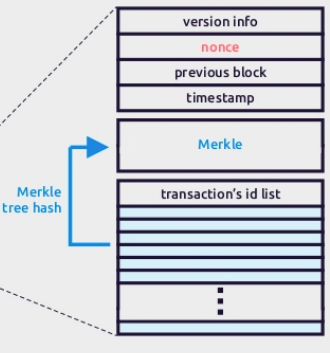 version info
nonce
previous block
timestamp
Merkle
Merkle
tree hash
transaction's id list